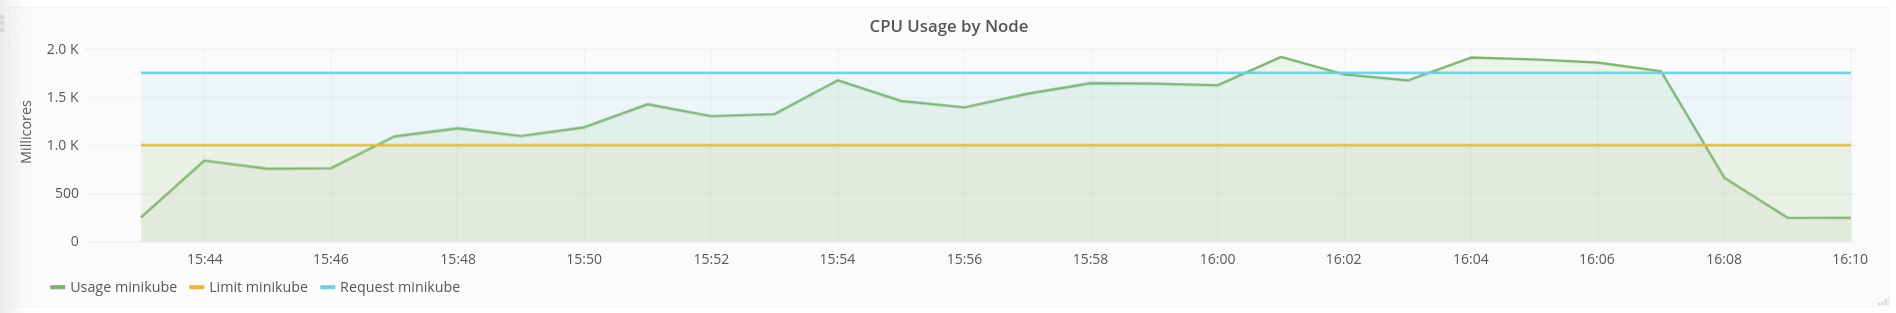 CPU Usage by Node
Millicores
2.0 K
1.5 K
1.0 K
500
0
15:44 15:46 15:48 15:50 15:52 15:54 15:56 15:58 16:00 16:02 16:04 16:06 16:08 16:10
Usage minikube Limit minikube Request minikube